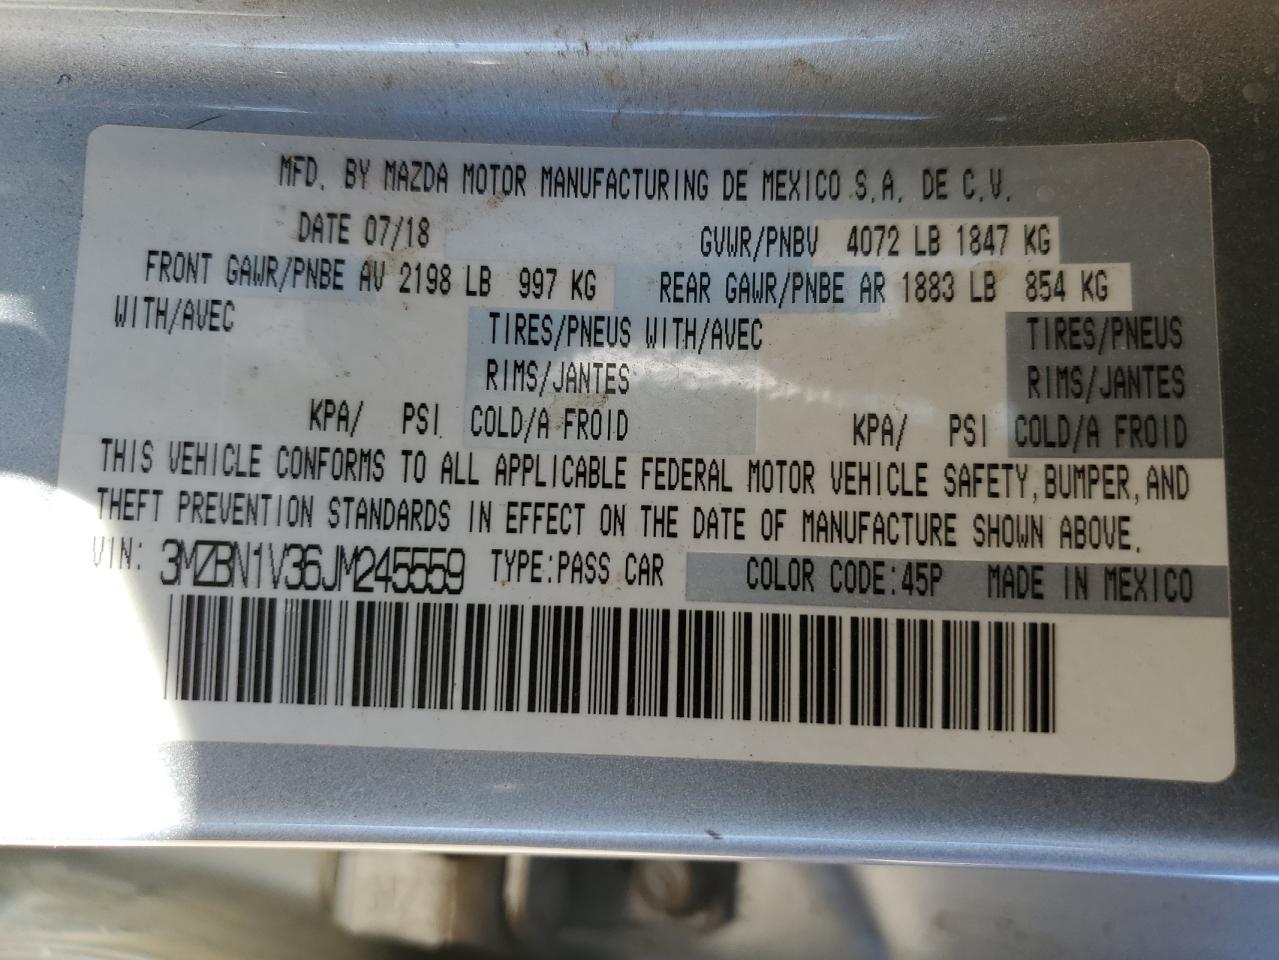 MFD. BY MAZDA MOTOR MANUFACTURING DE MEXICO S.A. DE C.V.
DATE 07/18 GVWR/PNBV 4072 LB 1847 KG
FRONT GAWR/PNBE AV 2198 LB 997 KG REAR GAWR/PNBE AR 1883 LB 854 KG
WITH/AVEC TIRES/PNEUS WITH/AVEC TIRES/PNEUS
RIMS/JANTES RIMS/JANTES
KPA/ PSI COLD/A FROID KPA/ PSI COLD/A FROID
THIS VEHICLE CONFORMS TO ALL APPLICABLE FEDERAL MOTOR VEHICLE SAFETY, BUMPER, AND
THEFT PREVENTION STANDARDS IN EFFECT ON THE DATE OF MANUFACTURE SHOWN ABOVE.
VIN: 3MZBN1V36JM245559 TYPE:PASS CAR COLOR CODE:45P MADE IN MEXICO